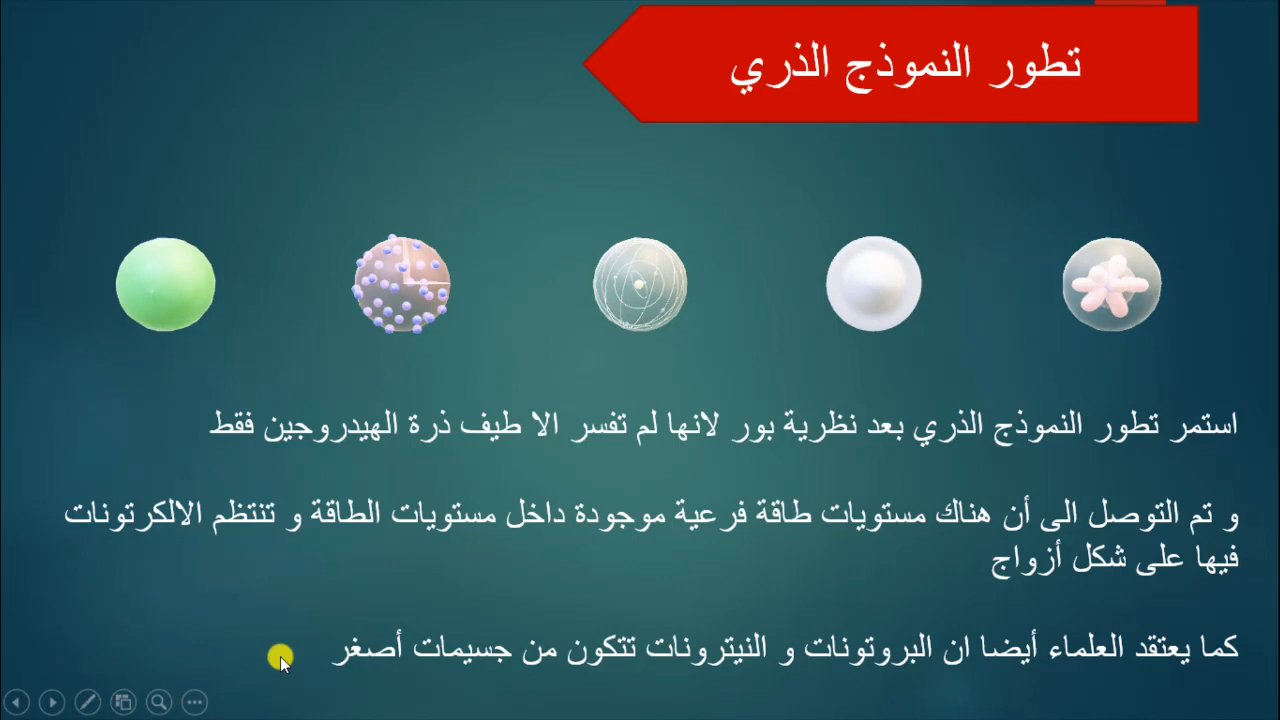 تطور النموذج الذري
استمر تطور النموذج الذري بعد نظرية بور لانها لم تفسر الا طيف ذرة الهيدروجين فقط
و تم التوصل الى أن هناك مستويات طاقة فرعية موجودة داخل مستويات الطاقة و تنتظم الالكرتونات
فيها على شكل أزواج
كما يعتقد العلماء أيضا ان البروتونات و النيترونات تتكون من جسيمات أصغر